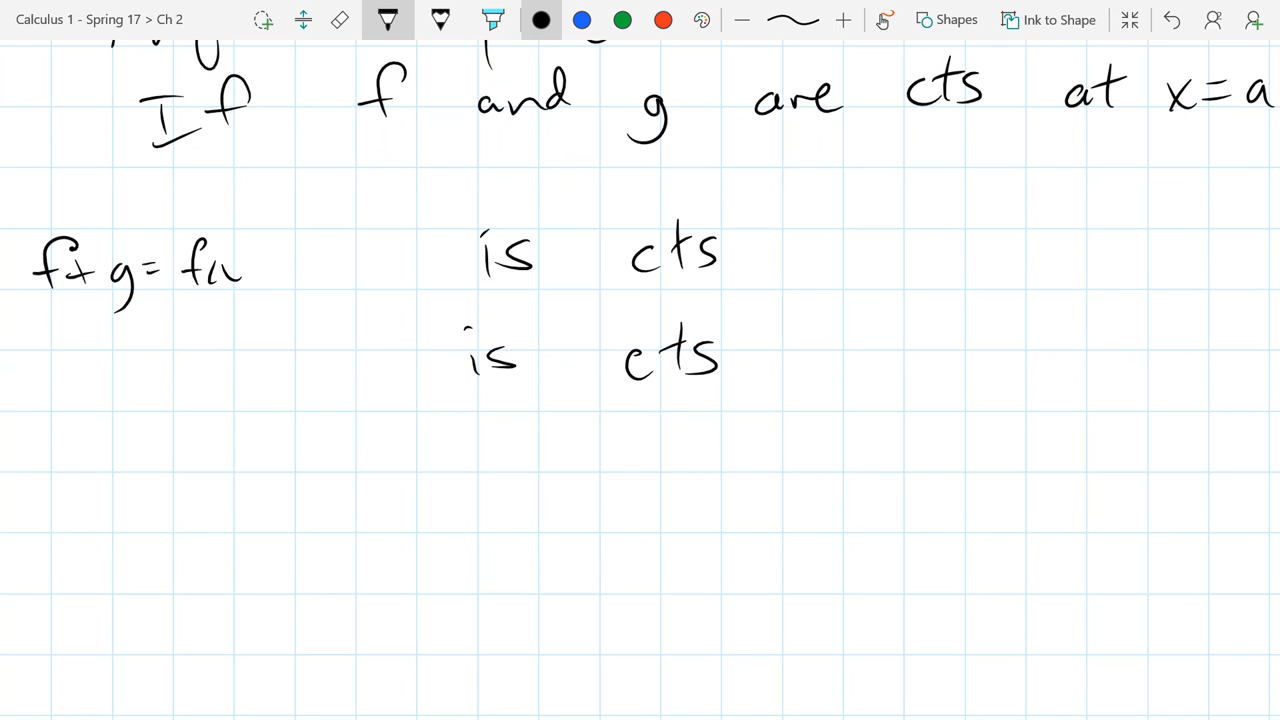 Calculus 1 - Spring 17 > Ch 2 Shapes Ink to Shape
If f and g are cts at x = a
f + g = f( is cts
is cts